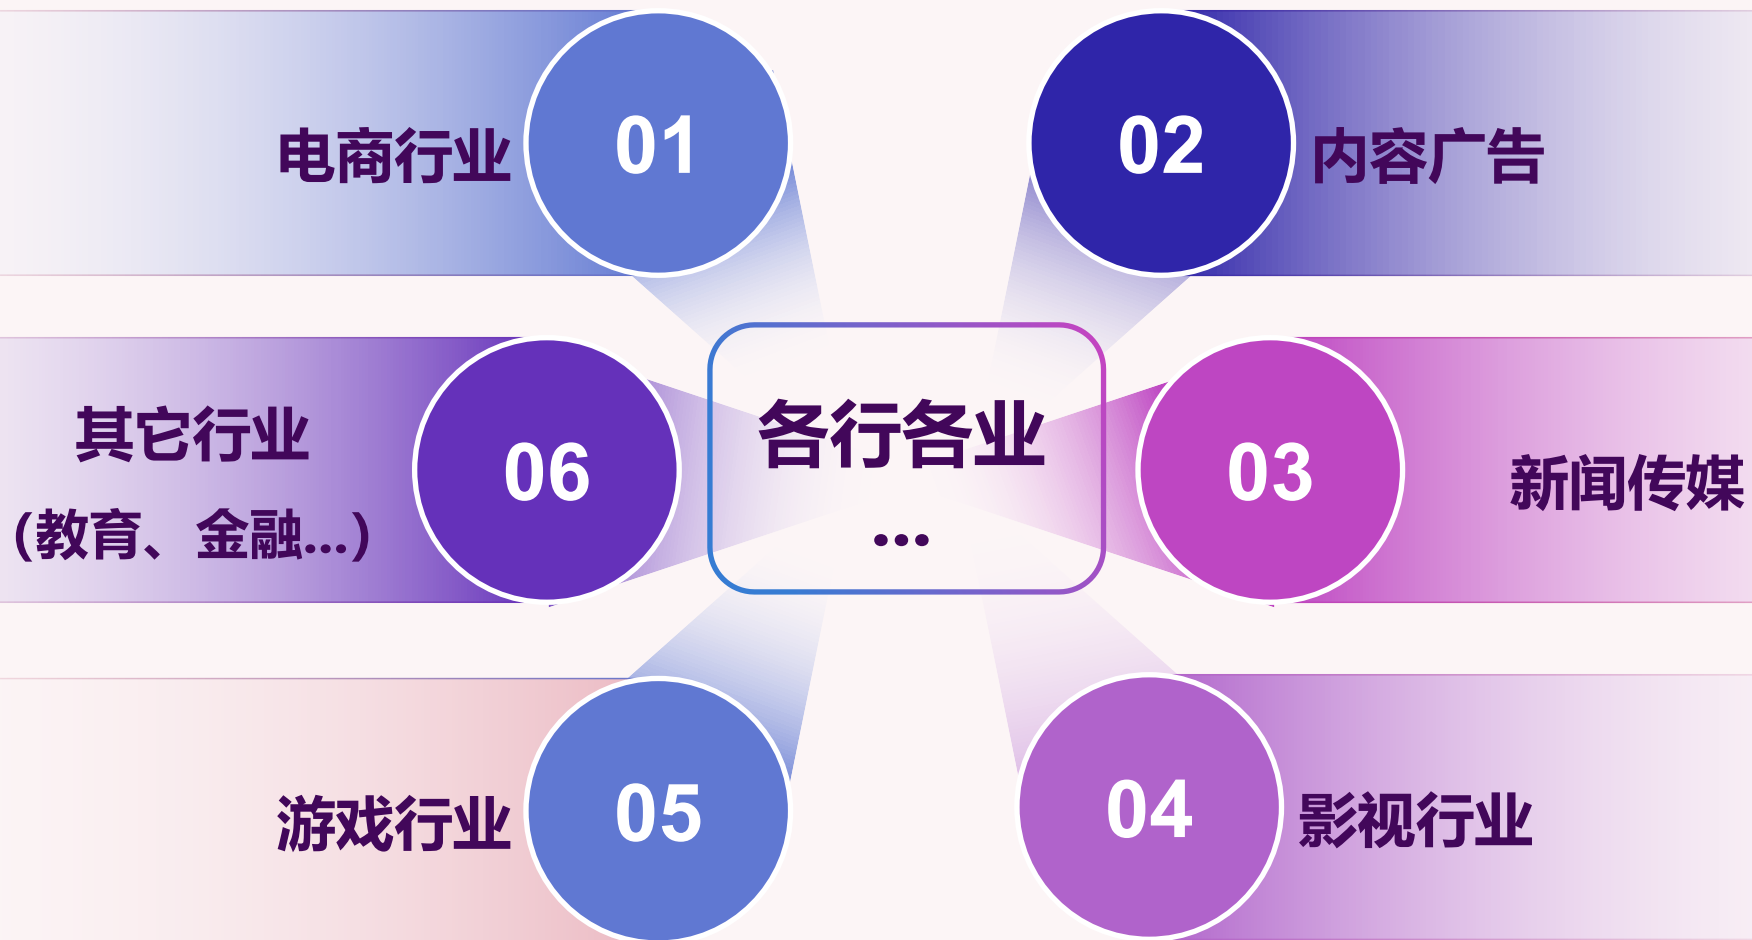 电商行业
01
02
内容广告
其它行业
(教育、金融...)
06
各行各业
...
03
新闻传媒
游戏行业
05
04
影视行业